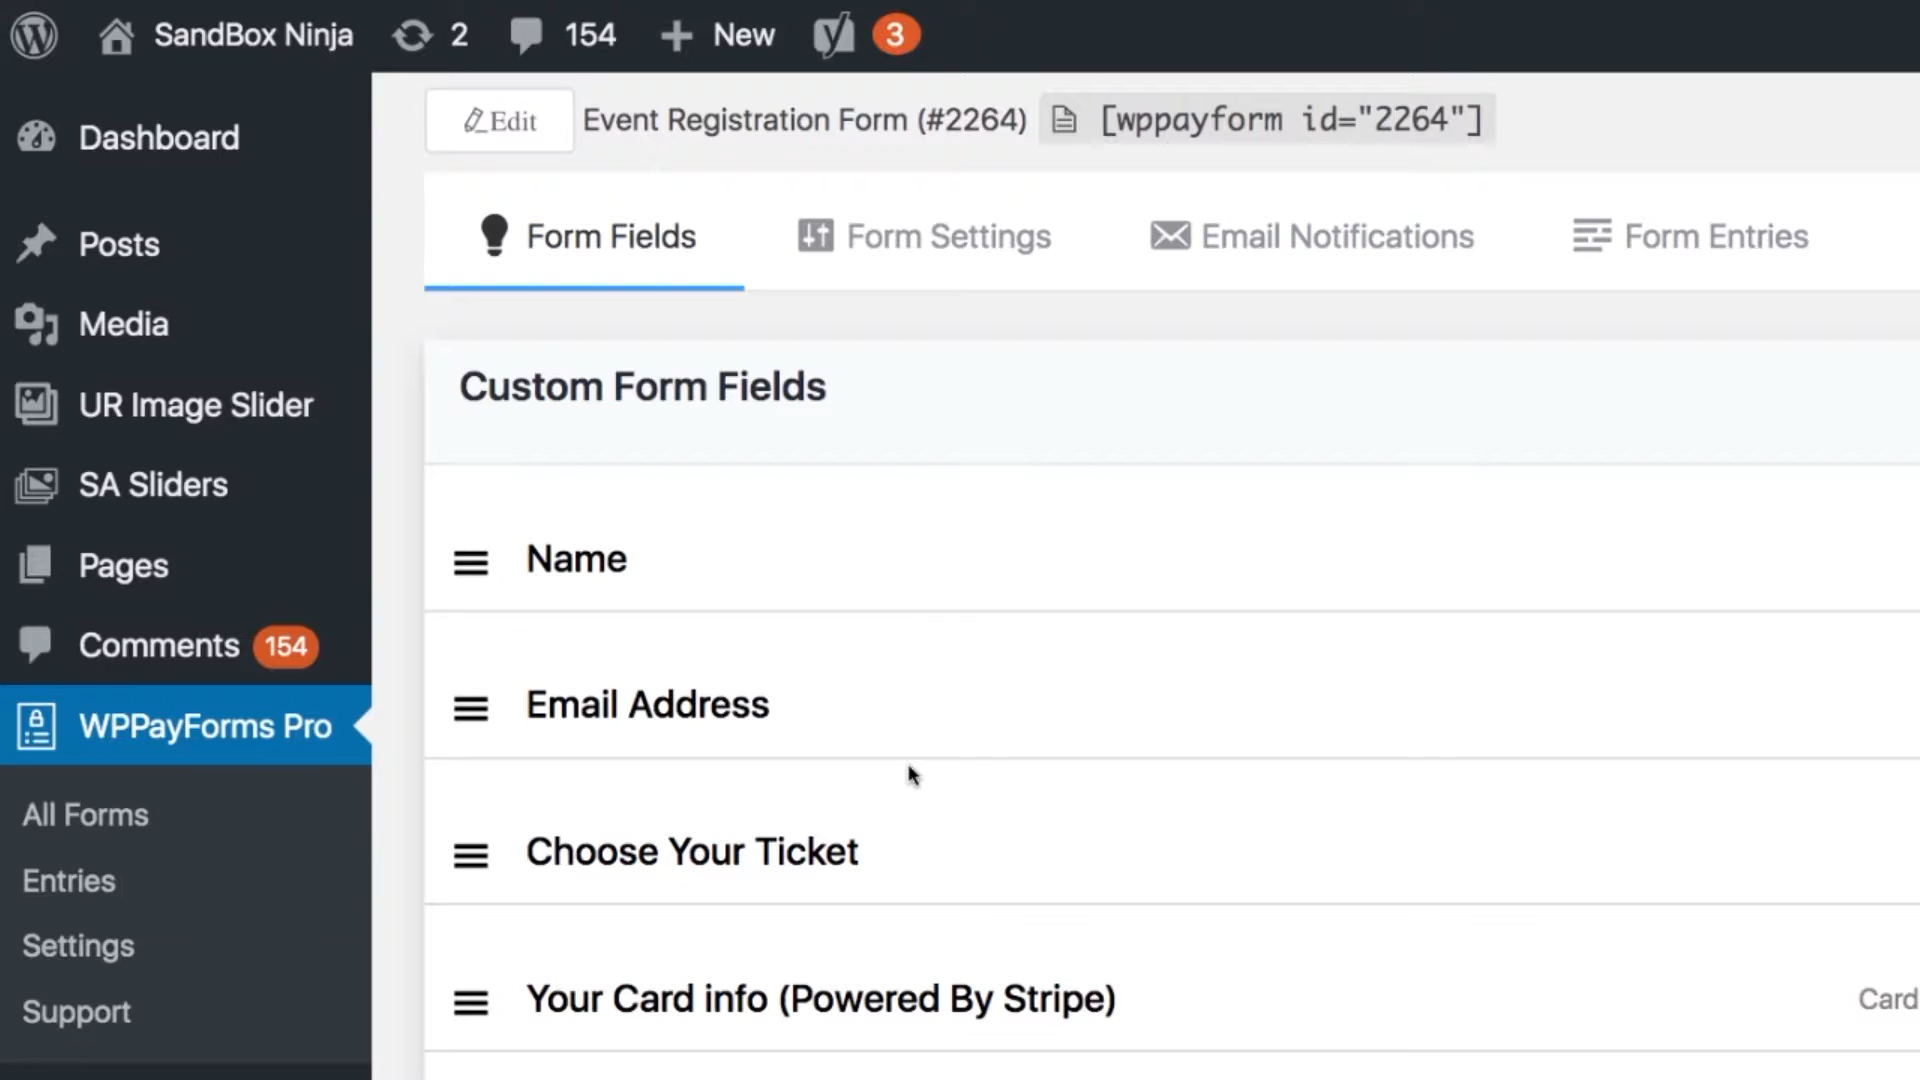 SandBox Ninja 2 154 New 3
Edit Event Registration Form (#2264) [wppayform id="2264"]
Form Fields Form Settings Email Notifications Form Entries
Dashboard
Posts
Media
UR Image Slider
SA Sliders
Pages
Comments 154
WPPayForms Pro
All Forms
Entries
Settings
Support
Custom Form Fields
Name
Email Address
Choose Your Ticket
Your Card info (Powered By Stripe) Card